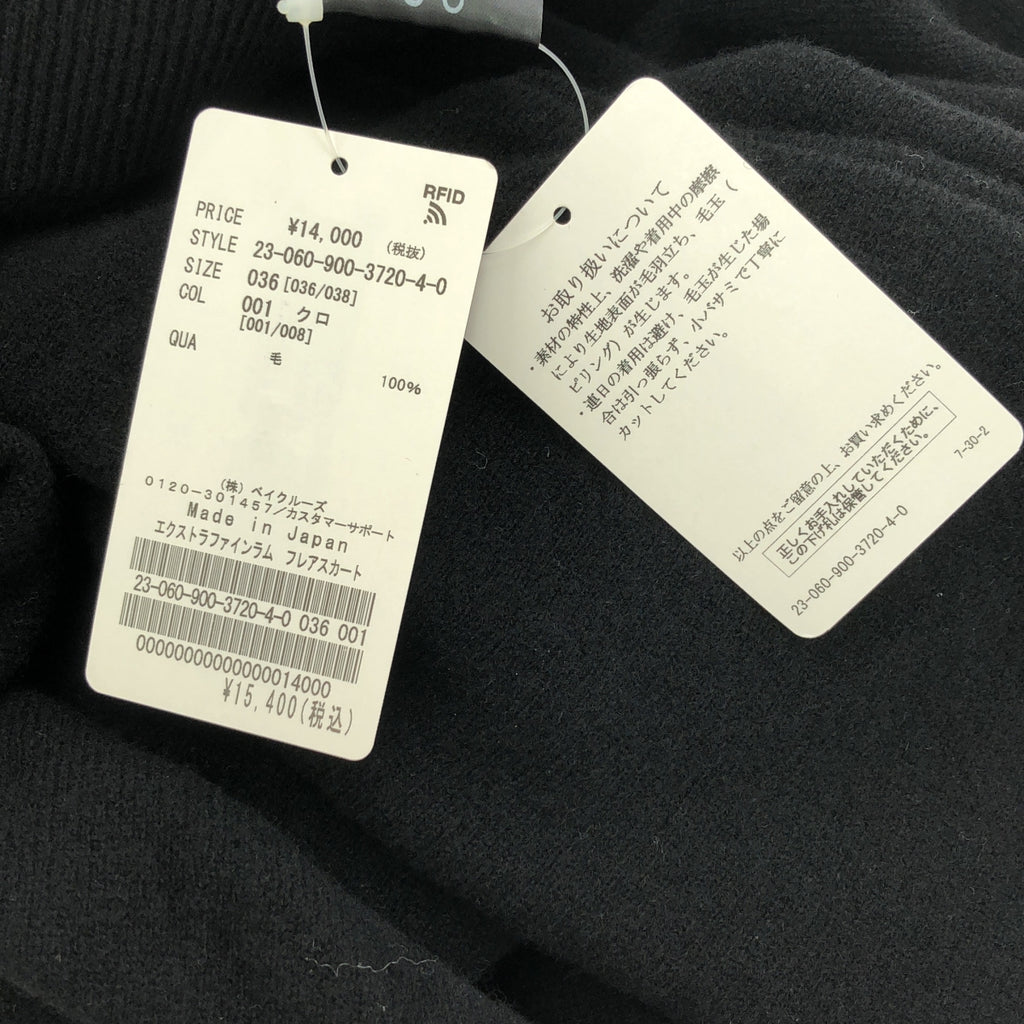 RFID
PRICE ¥14,000 (税抜)
STYLE 23-060-900-3720-4-0
SIZE 036 [036/038]
COL 001 クロ
[001/008]
QUA 毛
100%
(株) ベイクルーズ
0120-301457/カスタマーサポート
Made in Japan
エクストラファインラム フレアスカート
23-060-900-3720-4-0 036 001
00000000000000014000
¥15,400(税込)
お取り扱いについて
・素材の特性上、洗濯や着用中の摩擦
により生地表面が毛羽立ち、毛玉(
ピリング)が生じます。
・連日の着用は避け、毛玉が生じた場
合は引っ張らず、小バサミで丁寧に
カットしてください。
以上の点をご留意の上、お買い求めください。
正しくお手入れしていただくために、
この下げ札は保管してください。
7-30-2
23-060-900-3720-4-0